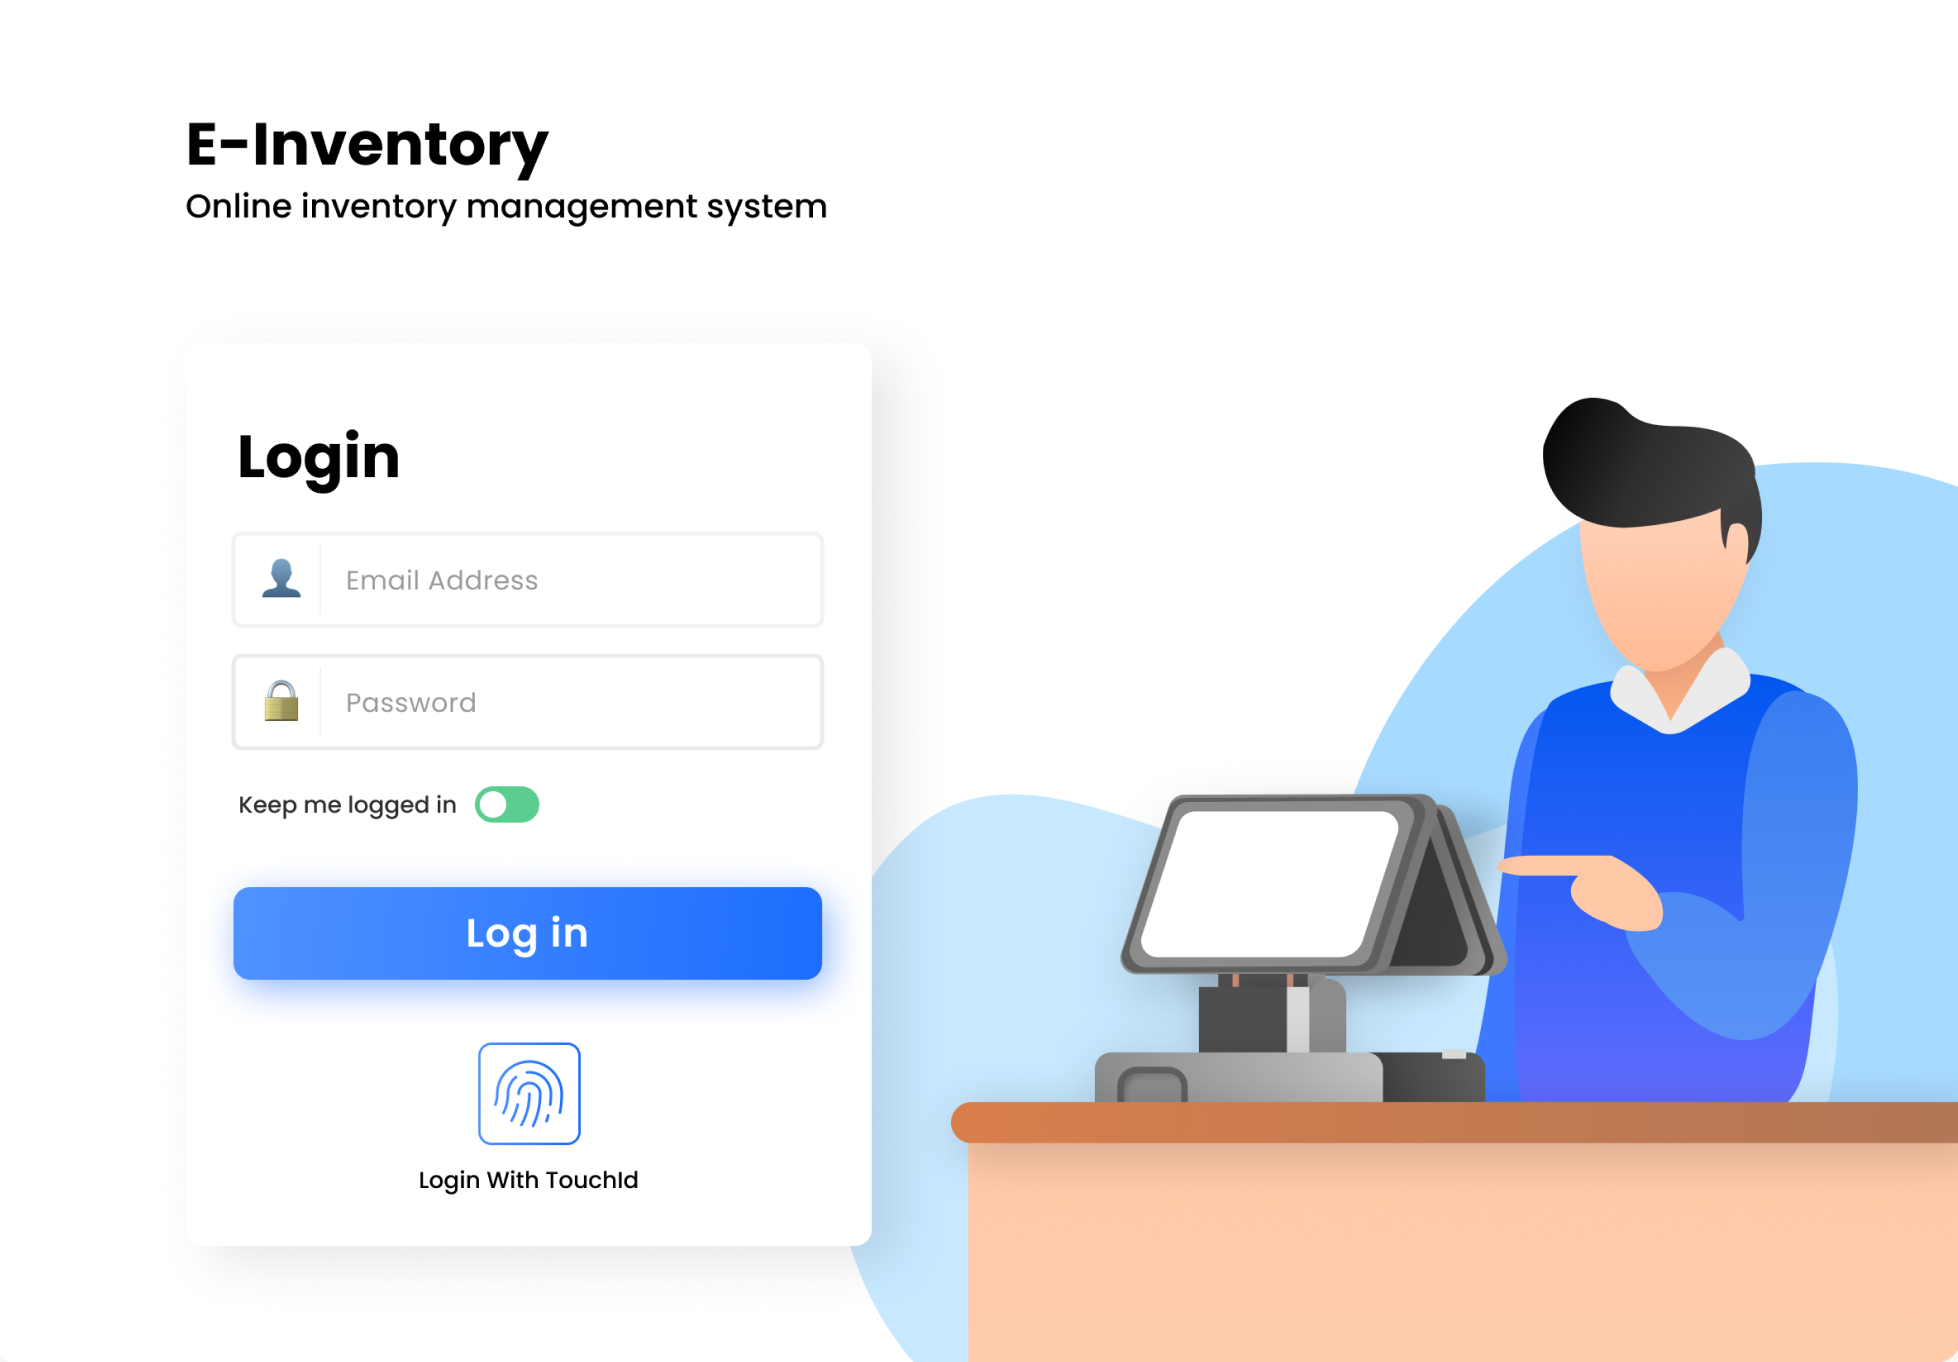 E-Inventory
Online inventory management system
Login
Email Address
Password
Keep me logged in
Log in
Login With TouchId